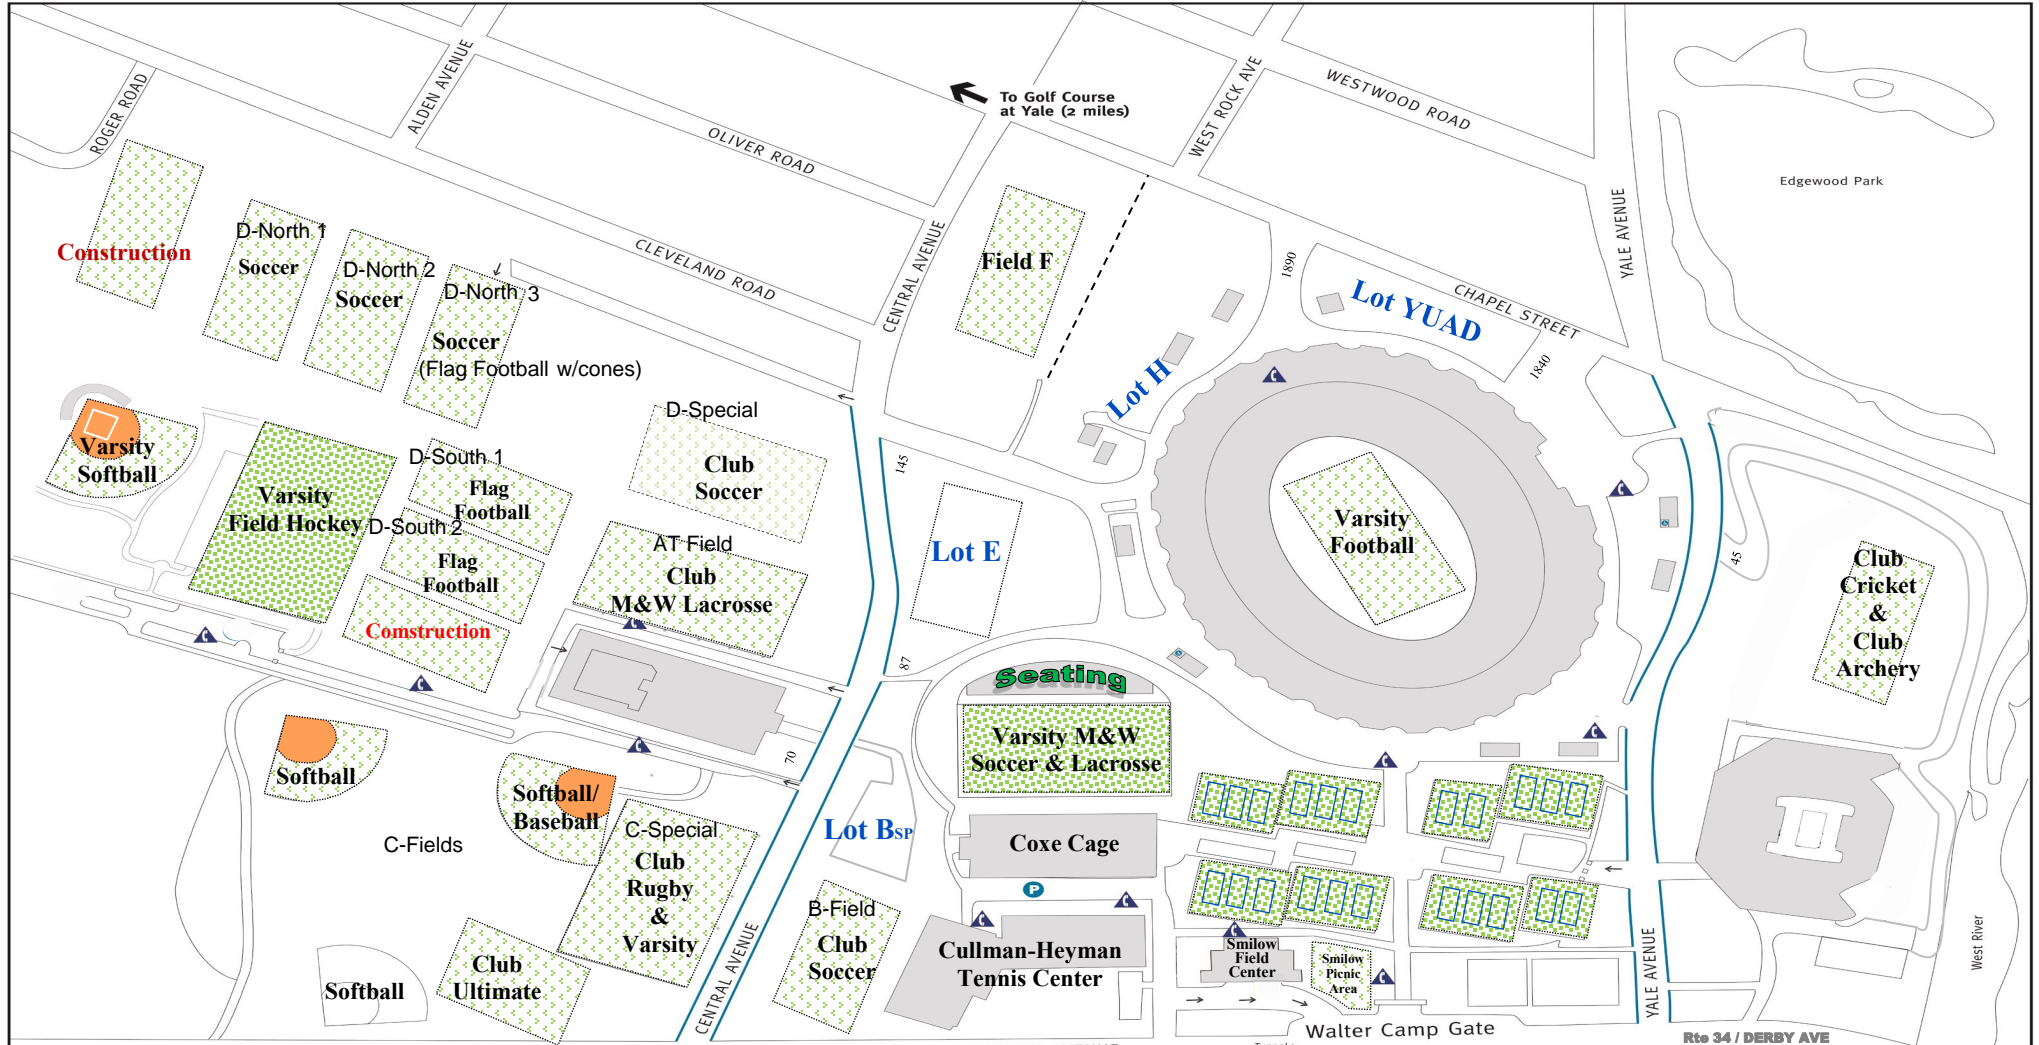 ROGER ROAD
ALDEN AVENUE
OLIVER ROAD
To Golf Course
at Yale (2 miles)
WEST ROCK AVE
WESTWOOD ROAD
YALE AVENUE
Edgewood Park
Construction
D-North 1
Soccer
D-North 2
Soccer
D-North 3
Soccer
(Flag Football w/cones)
CLEVELAND ROAD
CENTRAL AVENUE
Field F
1890
Lot YUAD
CHAPEL STREET
1840
Lot H
Varsity
Softball
Varsity
Field Hockey
D-South 1
Flag
Football
D-South 2
Flag
Football
Comstruction
D-Special
Club
Soccer
AT Field
Club
M&W Lacrosse
145
Lot E
87
Varsity
Football
45
Club
Cricket
&
Club
Archery
Seating
Varsity M&W
Soccer & Lacrosse
70
Softball
Softball/
Baseball
C-Fields
C-Special
Club
Rugby
&
Varsity
Lot BSP
Coxe Cage
P
B-Field
Club
Soccer
Cullman-Heyman
Tennis Center
Smilow
Field
Center
Smilow
Picnic
Area
Softball
Club
Ultimate
CENTRAL AVENUE
YALE AVENUE
West River
Walter Camp Gate
Rte 34 / DERBY AVE